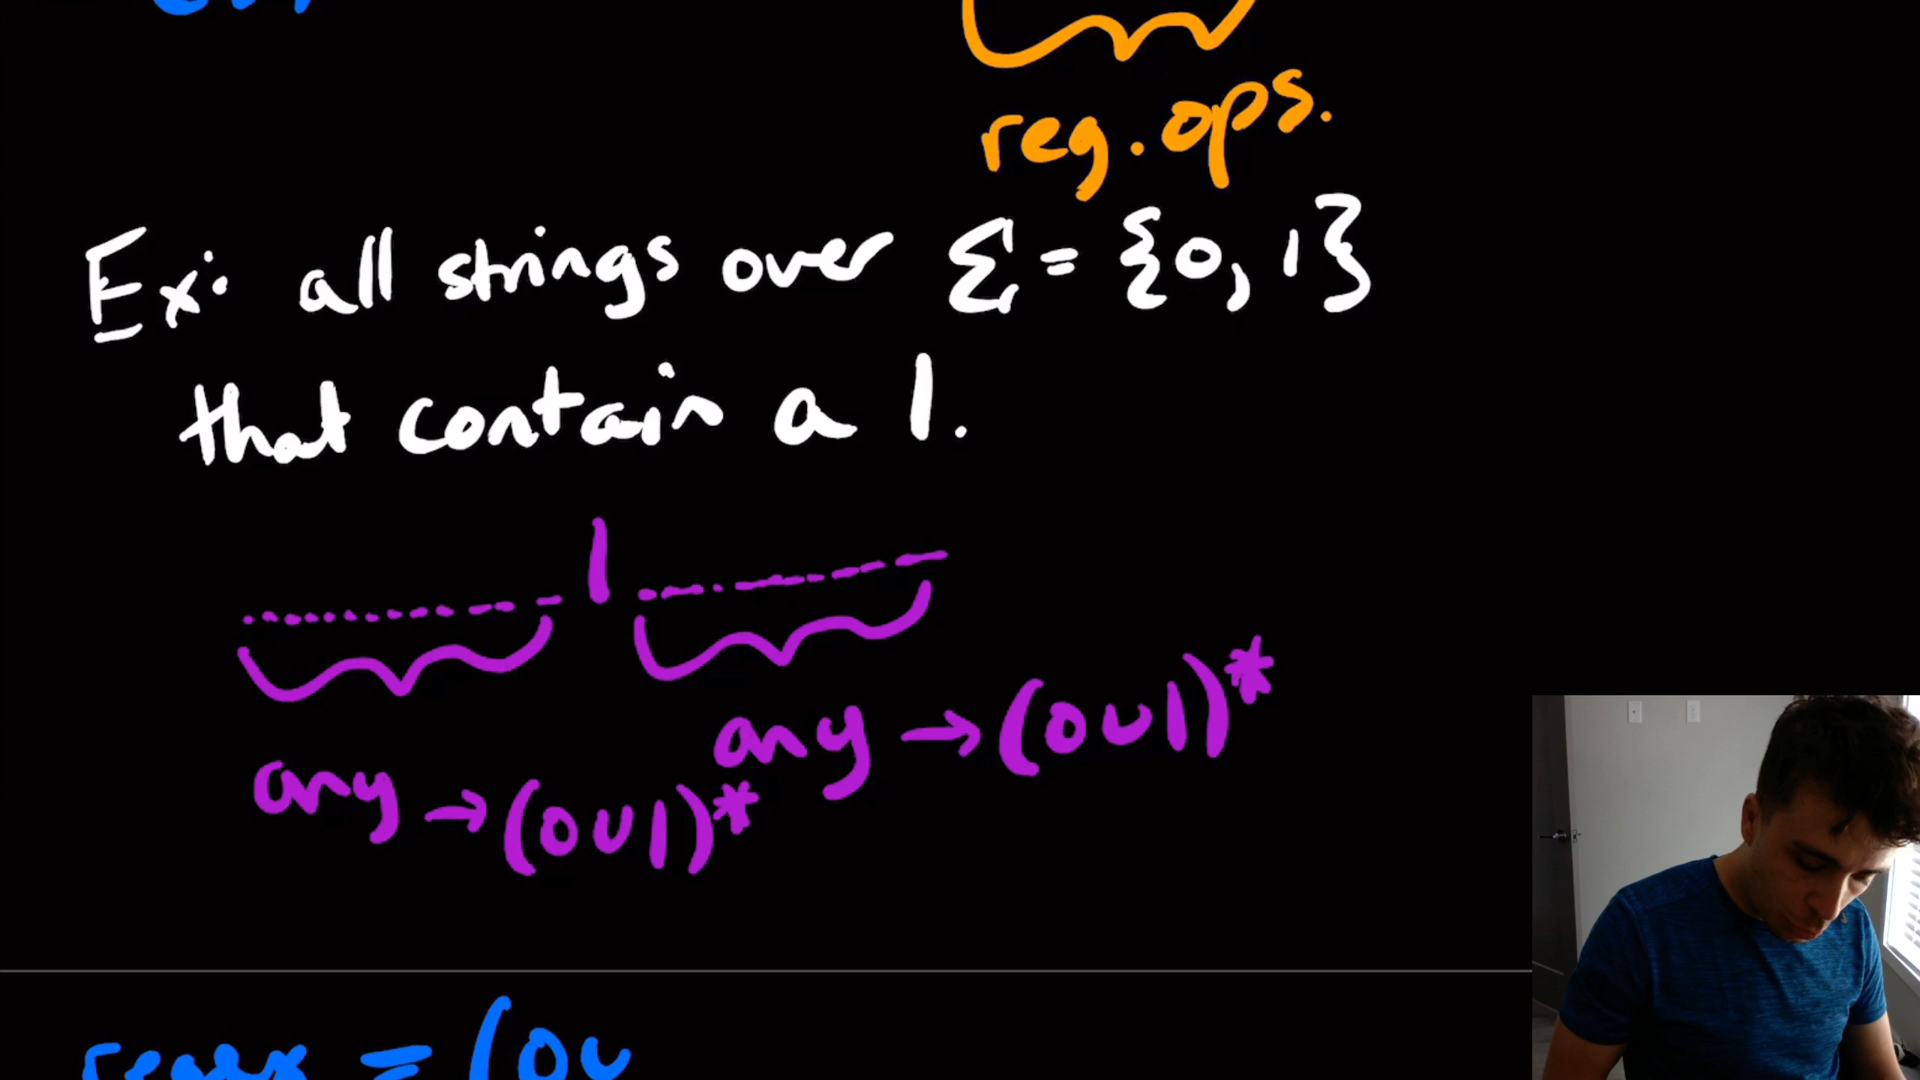 reg. ops.
Ex: all strings over Σ = {0, 1}
that contain a 1.
1
any → (0∪1)*
any → (0∪1)*
regex = (0∪